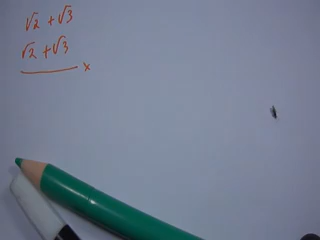 √2 + √3
√2 + √3
x